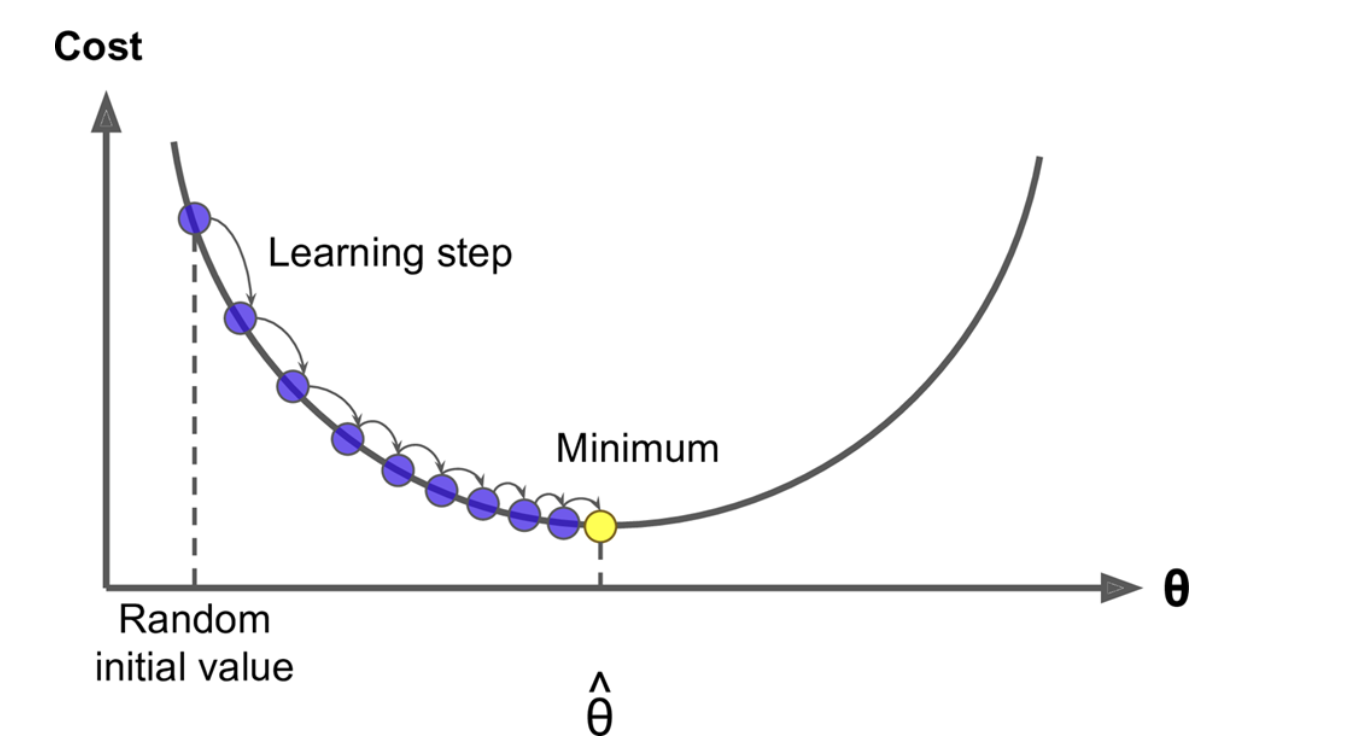 Cost
Learning step
Minimum
θ
Random
initial value
θ̂